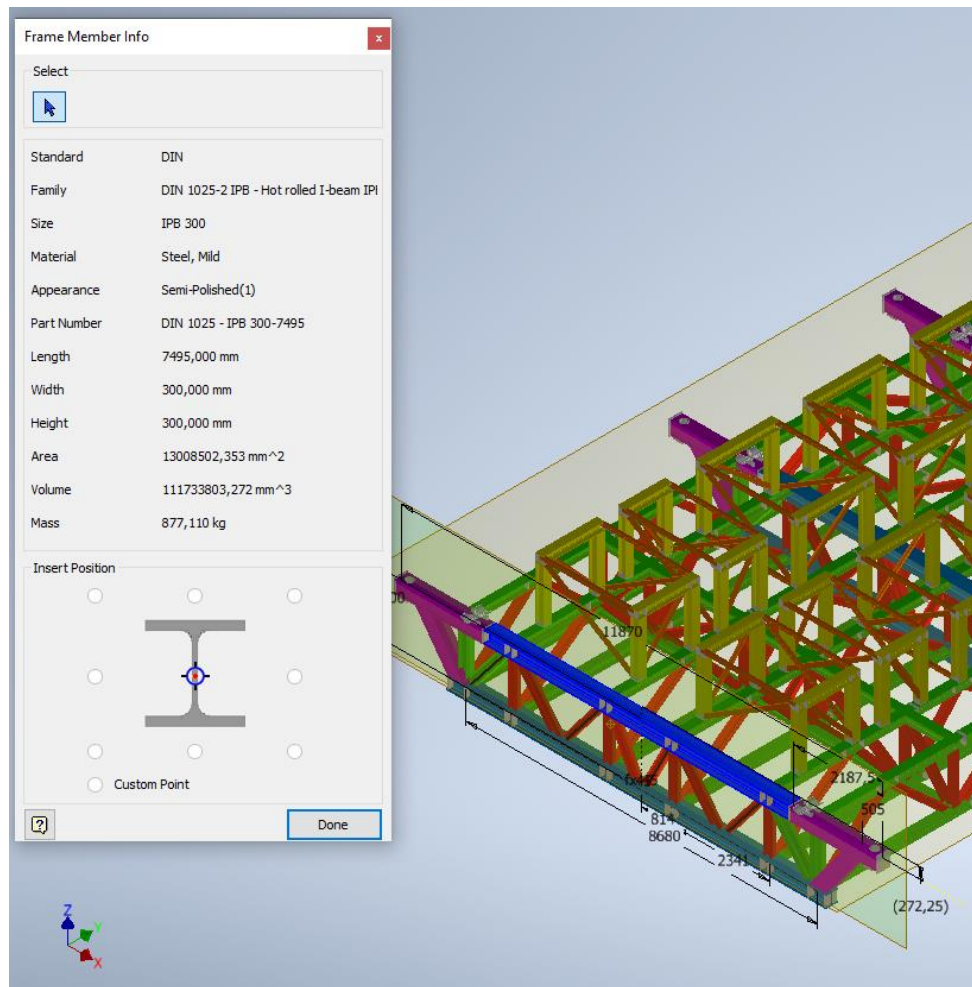 Frame Member Info
x
Select
Standard DIN
Family DIN 1025-2 IPB - Hot rolled I-beam IPI
Size IPB 300
Material Steel, Mild
Appearance Semi-Polished(1)
Part Number DIN 1025 - IPB 300-7495
Length 7495,000 mm
Width 300,000 mm
Height 300,000 mm
Area 13008502,353 mm^2
Volume 111733803,272 mm^3
Mass 877,110 kg
Insert Position
Custom Point
? Done
11870
2187,5
505
814
8680
2341
(272,25)
Z
Y
X